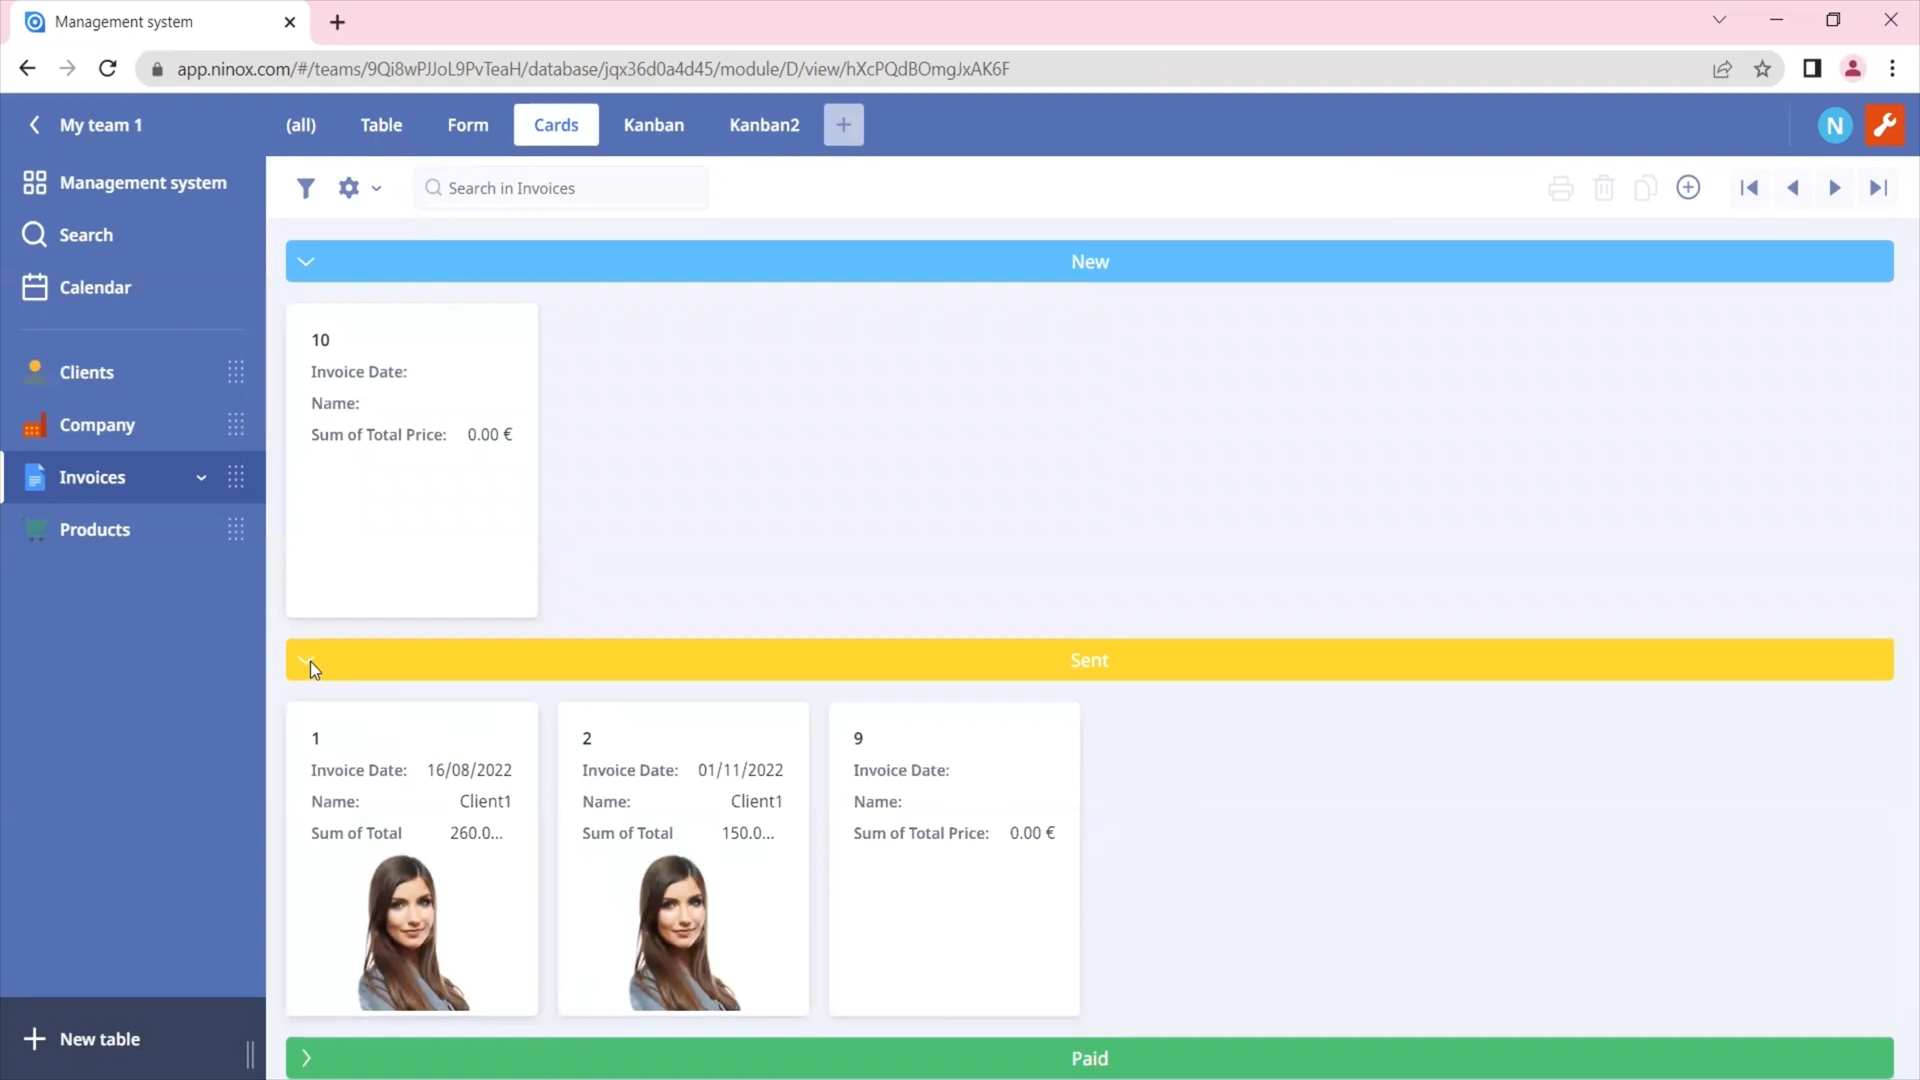 Management system
app.ninox.com/#/teams/9Qi8wPJJoL9PvTeaH/database/jqx36d0a4d45/module/D/view/hXcPQdBOmgJxAK6F
My team 1
(all)
Table
Form
Cards
Kanban
Kanban2
N
Management system
Search
Calendar
Clients
Company
Invoices
Products
New table
Search in Invoices
New
10
Invoice Date:
Name:
Sum of Total Price: 0.00 €
Sent
1
Invoice Date: 16/08/2022
Name: Client1
Sum of Total 260.0...
2
Invoice Date: 01/11/2022
Name: Client1
Sum of Total 150.0...
9
Invoice Date:
Name:
Sum of Total Price: 0.00 €
Paid